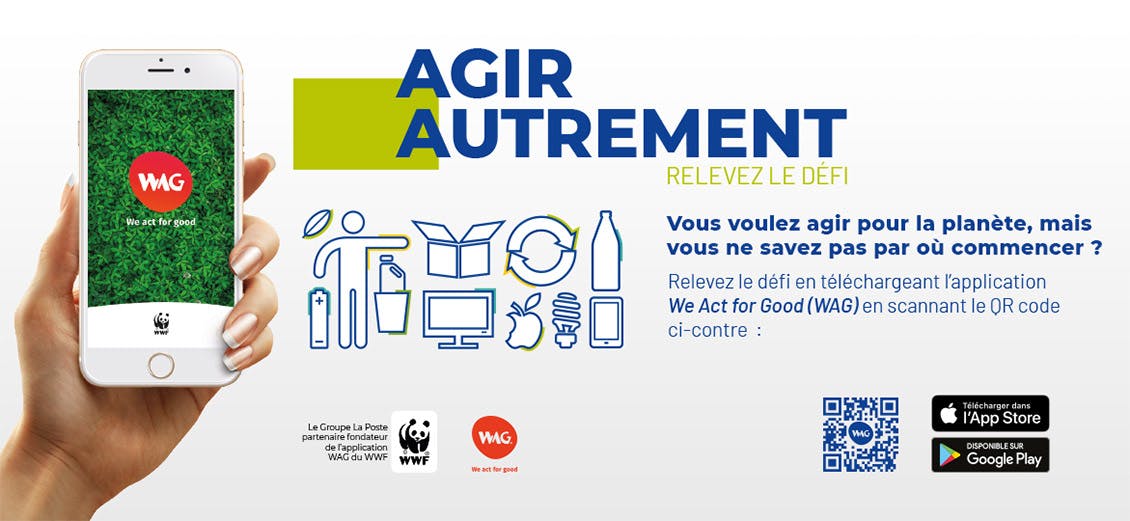 WAG
We act for good
WWF
AGIR
AUTREMENT
RELEVEZ LE DÉFI
Vous voulez agir pour la planète, mais
vous ne savez pas par où commencer ?
Relevez le défi en téléchargeant l'application
We Act for Good (WAG) en scannant le QR code
ci-contre :
Le Groupe La Poste
partenaire fondateur
de l'application
WAG du WWF
WWF
WAG
We act for good
WAG
Télécharger dans
l'App Store
DISPONIBLE SUR
Google Play